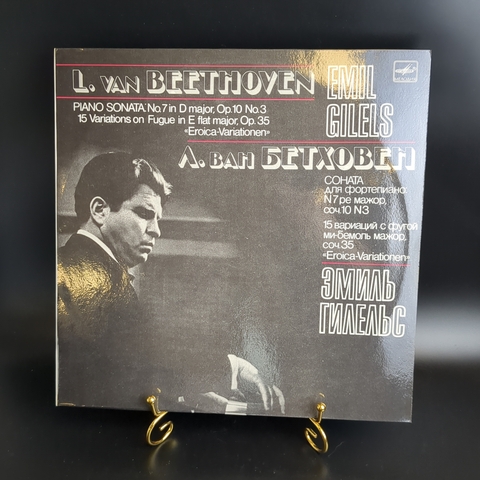 L. VAN BEETHOVEN
PIANO SONATA No.7 in D major, Op.10 No.3
15 Variations on Fugue in E flat major, Op. 35
«Eroica-Variationen»
EMIL
GILELS
Л. ВАН БЕТХОВЕН
СОНАТА
для фортепиано
N 7 ре мажор,
соч.10 N 3
15 вариаций с фугой
ми-бемоль мажор,
соч. 35
«Eroica-Variationen»
ЭМИЛЬ
ГИЛЕЛЬС